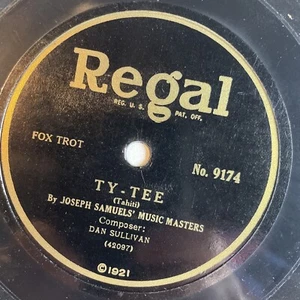 Regal
REG. U. S. PAT. OFF.
FOX TROT
No. 9174
TY-TEE
(Tahiti)
By JOSEPH SAMUELS' MUSIC MASTERS
Composer:
DAN SULLIVAN
(42097)
©1921